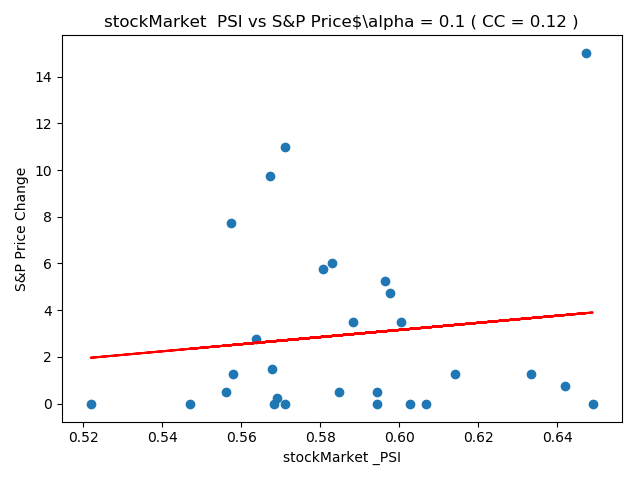 stockMarket  PSI vs S&P Price$\alpha = 0.1 ( CC = 0.12 )
14
12
10
8
6
4
2
0
S&P Price Change
0.52 0.54 0.56 0.58 0.60 0.62 0.64
stockMarket _PSI